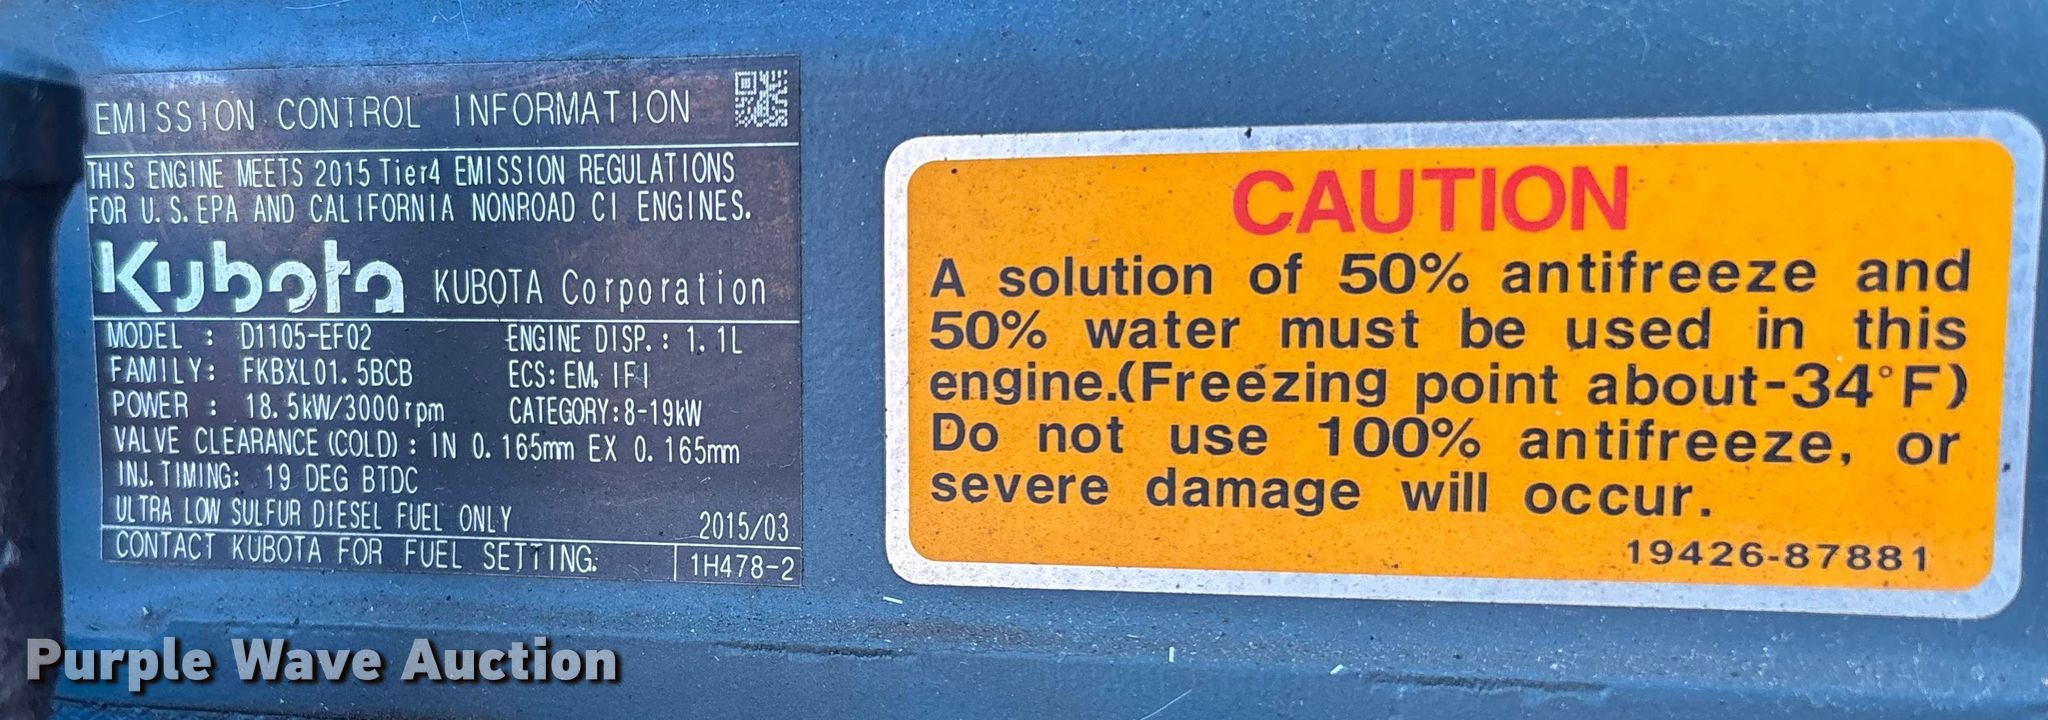 EMISSION CONTROL INFORMATION
THIS ENGINE MEETS 2015 Tier4 EMISSION REGULATIONS
FOR U.S.EPA AND CALIFORNIA NONROAD CI ENGINES.
Kubota KUBOTA Corporation
MODEL : D1105-EF02 ENGINE DISP.: 1.1L
FAMILY: FKBXL01.5BCB ECS:EM, IFI
POWER : 18.5kW/3000rpm CATEGORY:8-19kW
VALVE CLEARANCE(COLD): IN 0.165mm EX 0.165mm
INJ.TIMING: 19 DEG BTDC
ULTRA LOW SULFUR DIESEL FUEL ONLY 2015/03
CONTACT KUBOTA FOR FUEL SETTING. 1H478-2
CAUTION
A solution of 50% antifreeze and
50% water must be used in this
engine.(Freezing point about-34°F)
Do not use 100% antifreeze, or
severe damage will occur.
19426-87881
Purple Wave Auction